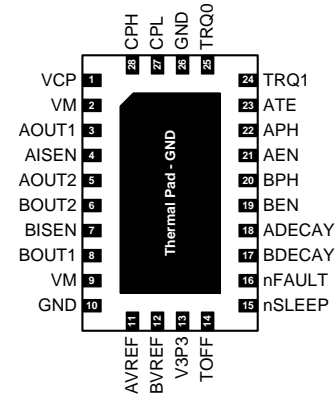 CPH
CPL
GND
TRQ0
28
27
26
25
VCP 1
VM 2
AOUT1 3
AISEN 4
AOUT2 5
BOUT2 6
BISEN 7
BOUT1 8
VM 9
GND 10
Thermal Pad - GND
24 TRQ1
23 ATE
22 APH
21 AEN
20 BPH
19 BEN
18 ADECAY
17 BDECAY
16 nFAULT
15 nSLEEP
11
12
13
14
AVREF
BVREF
V3P3
TOFF